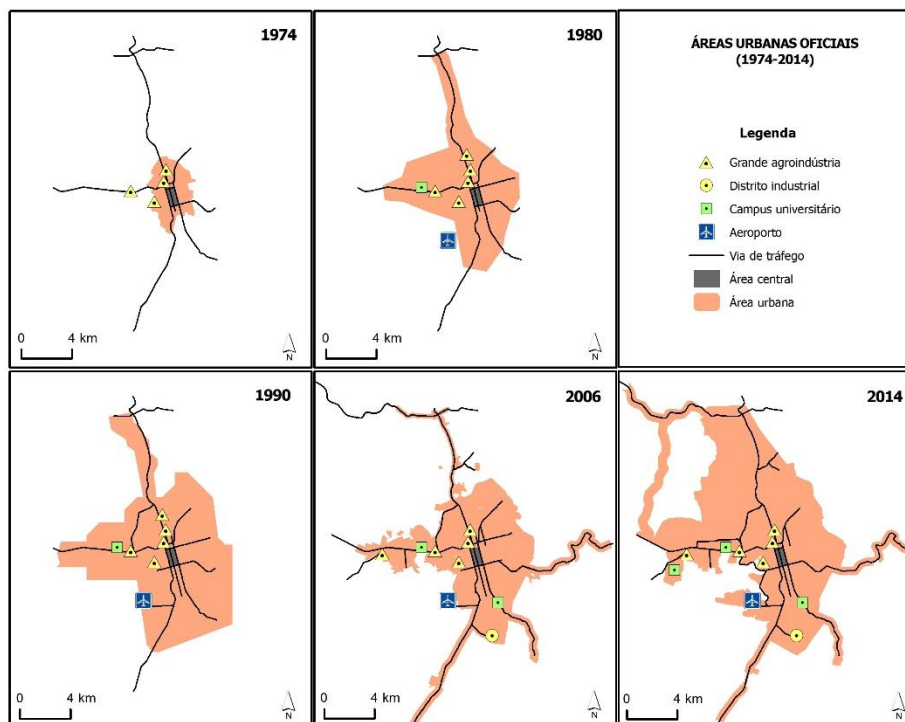 1974
0 4 km
N
1980
0 4 km
N
ÁREAS URBANAS OFICIAIS
(1974-2014)
Legenda
Grande agroindústria
Distrito industrial
Campus universitário
Aeroporto
Via de tráfego
Área central
Área urbana
1990
0 4 km
N
2006
0 4 km
N
2014
0 4 km
N